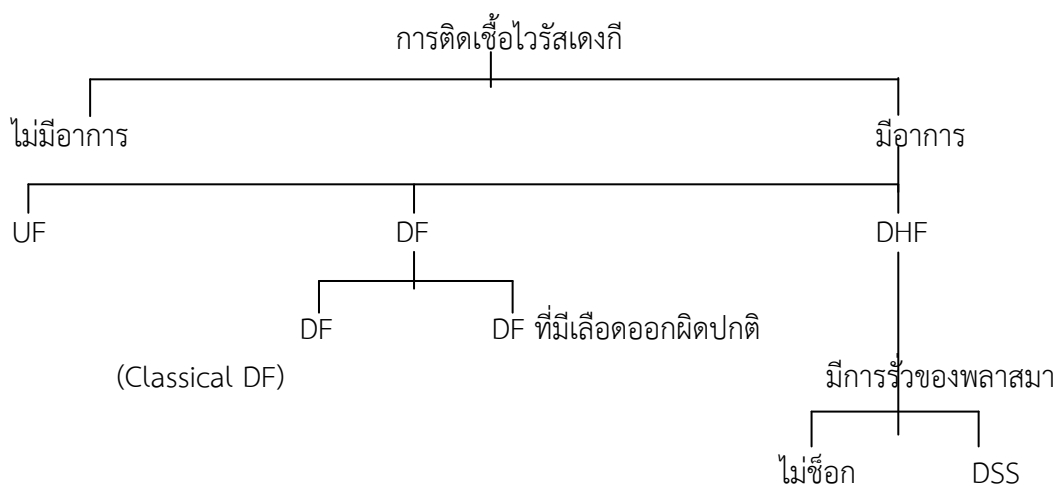 การติดเชื้อไวรัสเดงกี
ไม่มีอาการ
มีอาการ
UF
DF
DHF
DF
DF ที่มีเลือดออกผิดปกติ
(Classical DF)
มีการรั่วของพลาสมา
ไม่ช็อก
DSS